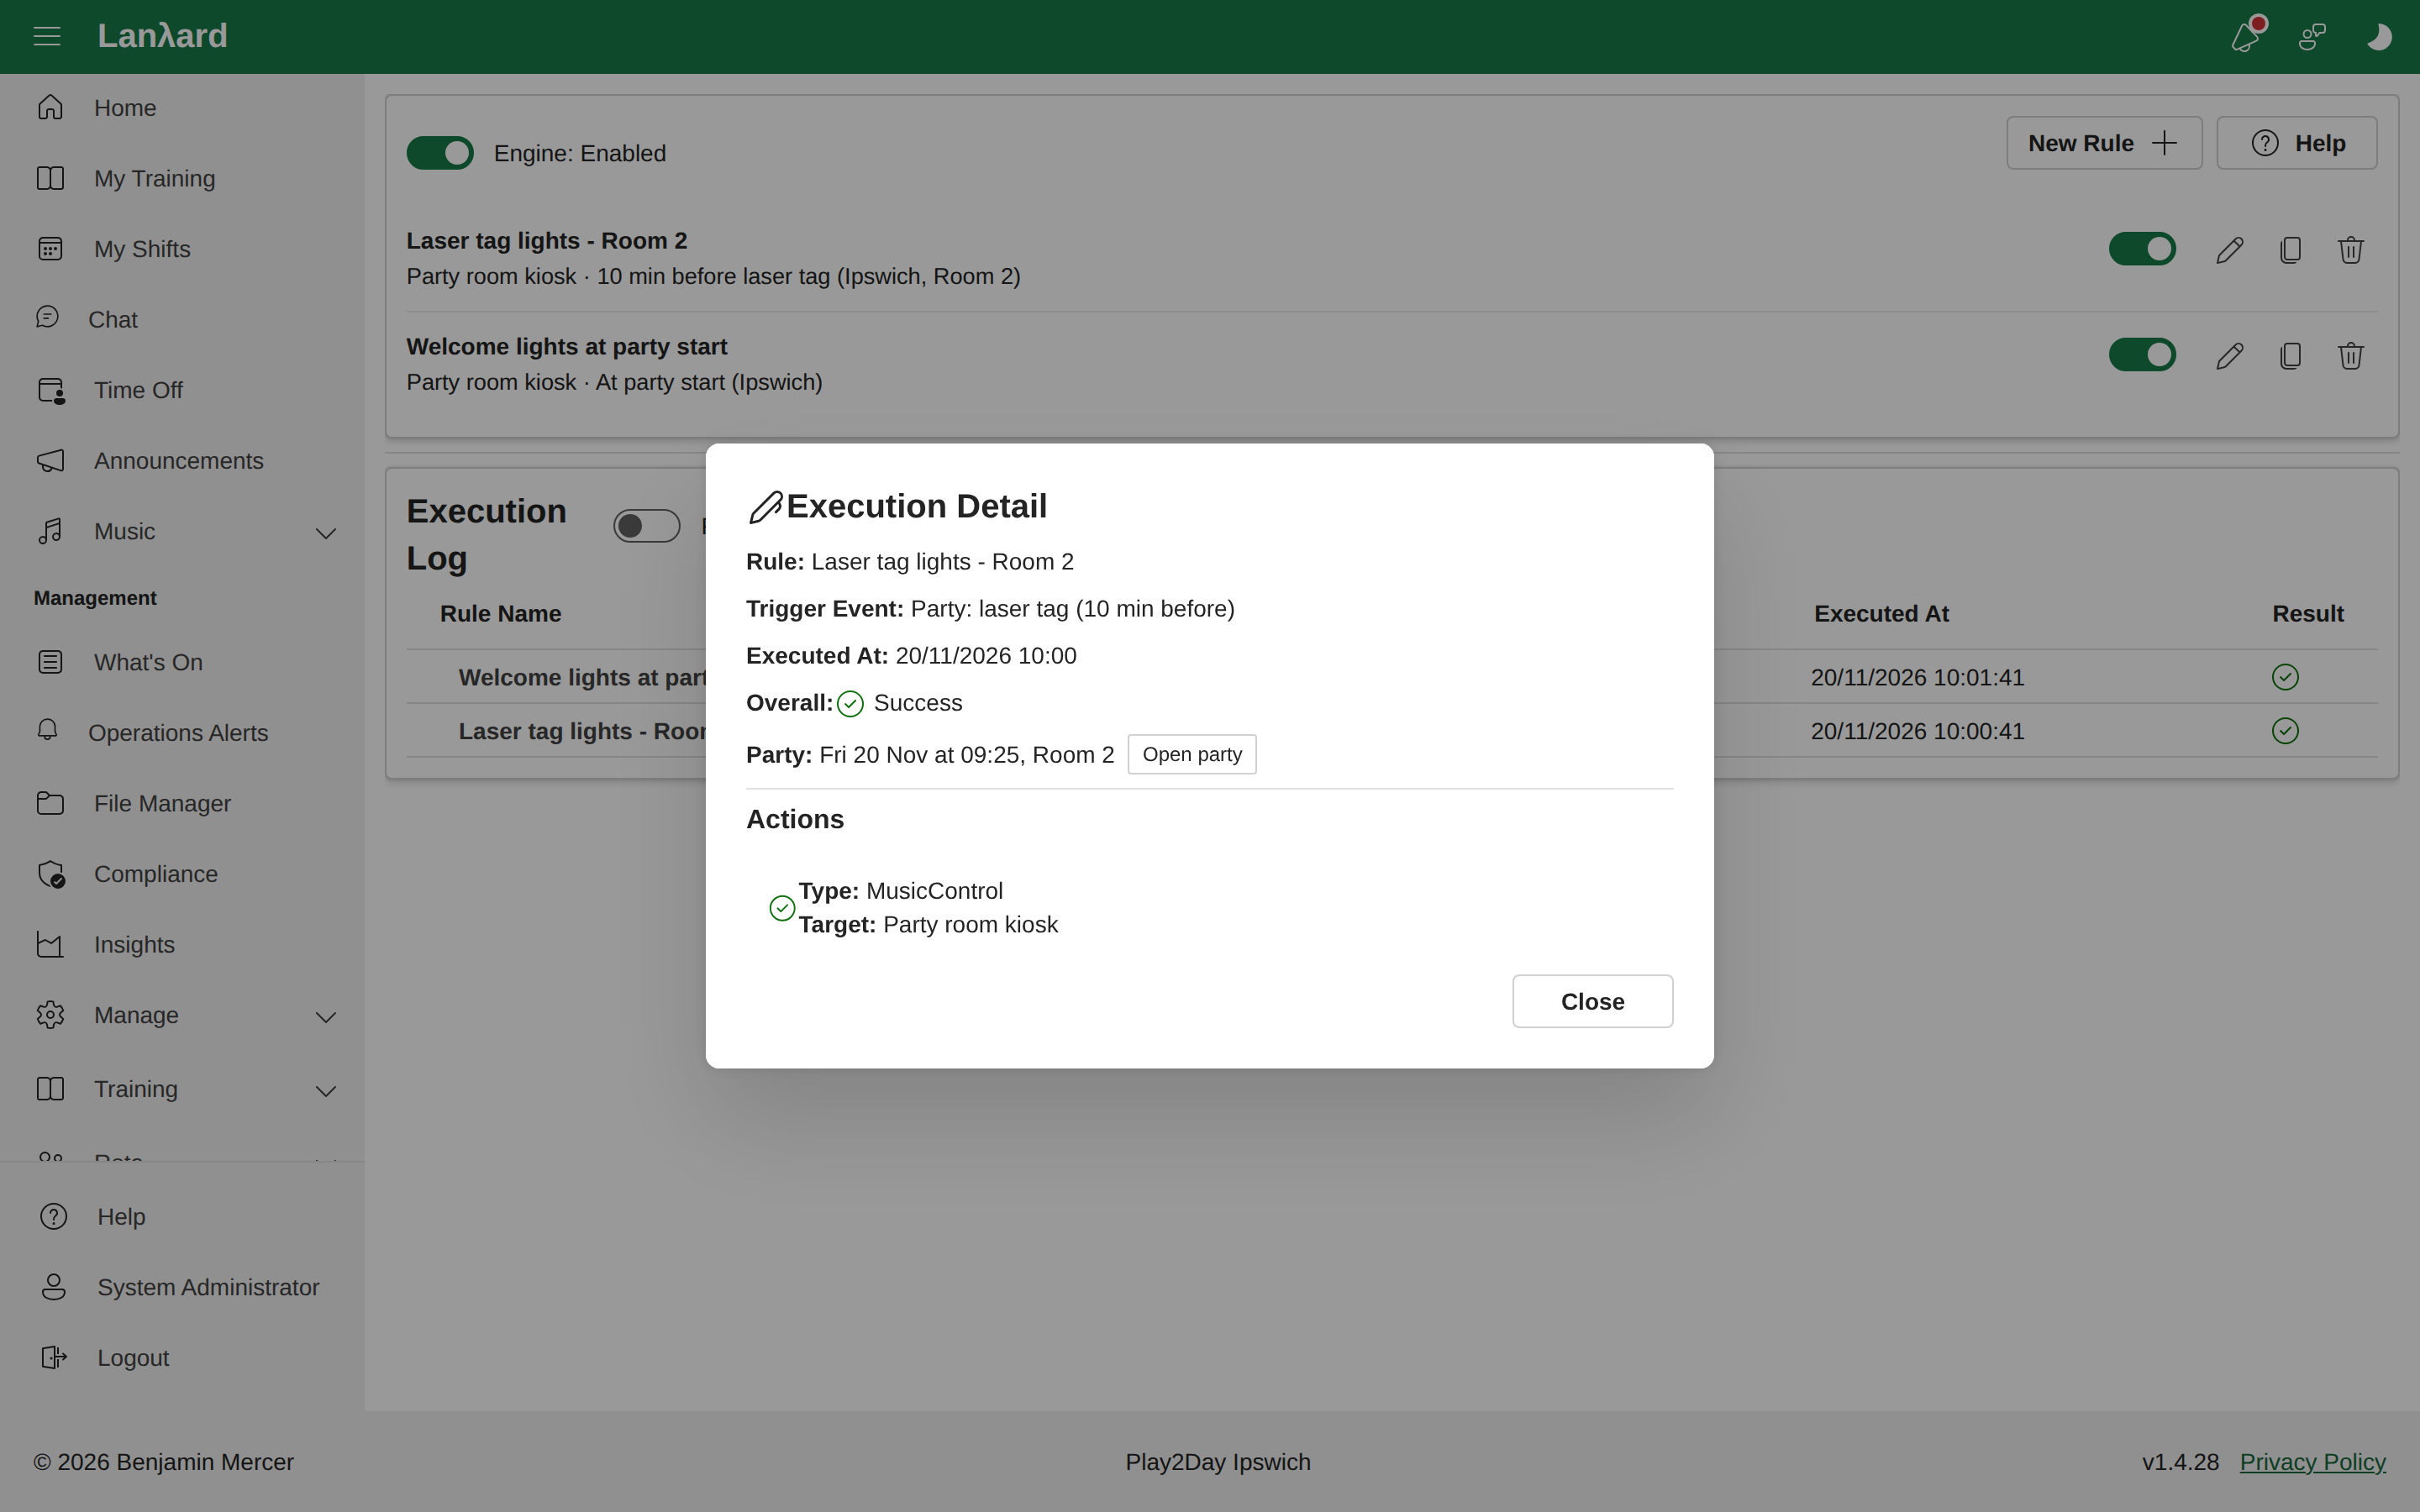 Lanλard
Home
My Training
My Shifts
Chat
Time Off
Announcements
Music
Management
What's On
Operations Alerts
File Manager
Compliance
Insights
Manage
Training
Help
System Administrator
Logout
Engine: Enabled
New Rule
Help
Laser tag lights - Room 2
Party room kiosk · 10 min before laser tag (Ipswich, Room 2)
Welcome lights at party start
Party room kiosk · At party start (Ipswich)
Execution
Log
Rule Name
Executed At
Result
Welcome lights at part
20/11/2026 10:01:41
Laser tag lights - Roor
20/11/2026 10:00:41
Execution Detail
Rule: Laser tag lights - Room 2
Trigger Event: Party: laser tag (10 min before)
Executed At: 20/11/2026 10:00
Overall: Success
Party: Fri 20 Nov at 09:25, Room 2
Open party
Actions
Type: MusicControl
Target: Party room kiosk
Close
© 2026 Benjamin Mercer
Play2Day Ipswich
v1.4.28
Privacy Policy